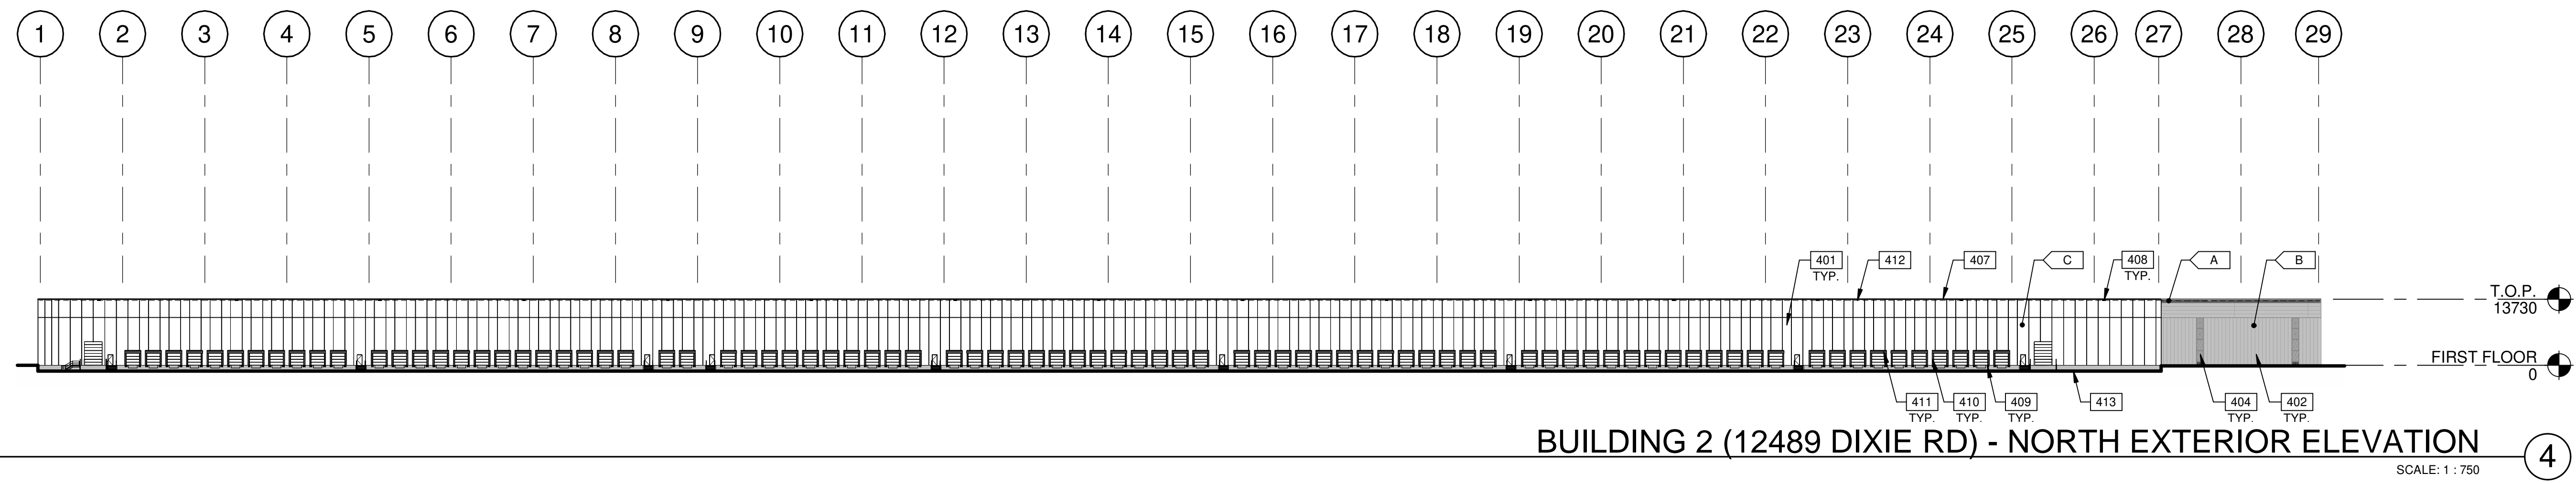 1 2 3 4 5 6 7 8 9 10 11 12 13 14 15 16 17 18 19 20 21 22 23 24 25 26 27 28 29
401 412 407 C 408 A B
TYP. TYP.
T.O.P.
13730
FIRST FLOOR
0
411 410 409 413 404 402
TYP. TYP. TYP. TYP. TYP.
BUILDING 2 (12489 DIXIE RD) - NORTH EXTERIOR ELEVATION 4
SCALE: 1 : 750